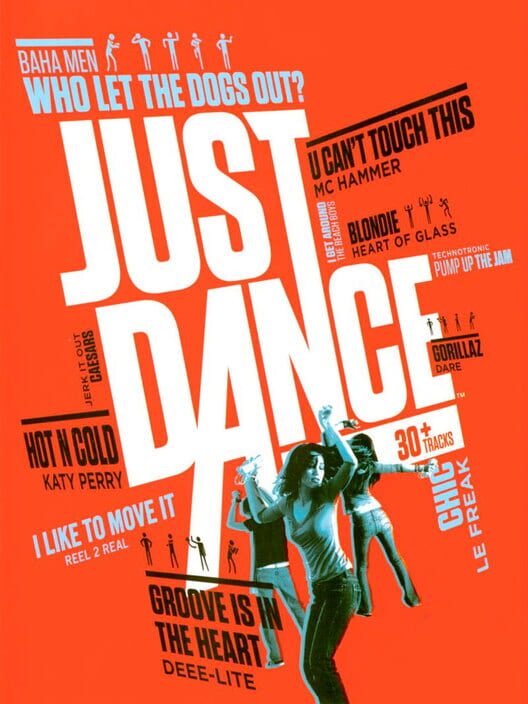 BAHA MEN
WHO LET THE DOGS OUT?
JUST
DANCE
™
U CAN'T TOUCH THIS
MC HAMMER
I GET AROUND
THE BEACH BOYS
BLONDIE
HEART OF GLASS
TECHNOTRONIC
PUMP UP THE JAM
JERK IT OUT
CAESARS
GORILLAZ
DARE
HOT N COLD
KATY PERRY
30+
TRACKS
CHIC
LE FREAK
I LIKE TO MOVE IT
REEL 2 REAL
GROOVE IS IN
THE HEART
DEEE-LITE